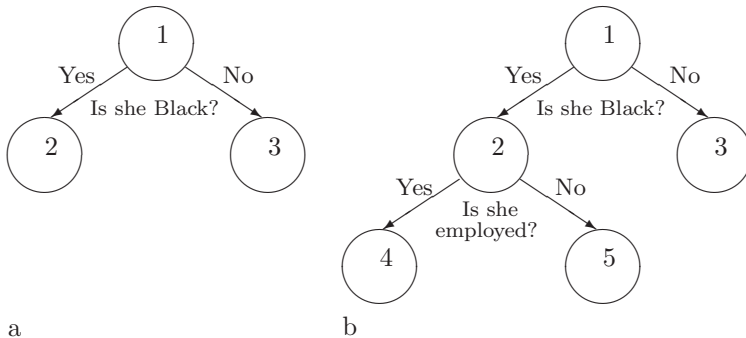 1
Yes
No
Is she Black?
2
3
a
1
Yes
No
Is she Black?
2
3
Yes
No
Is she
employed?
4
5
b